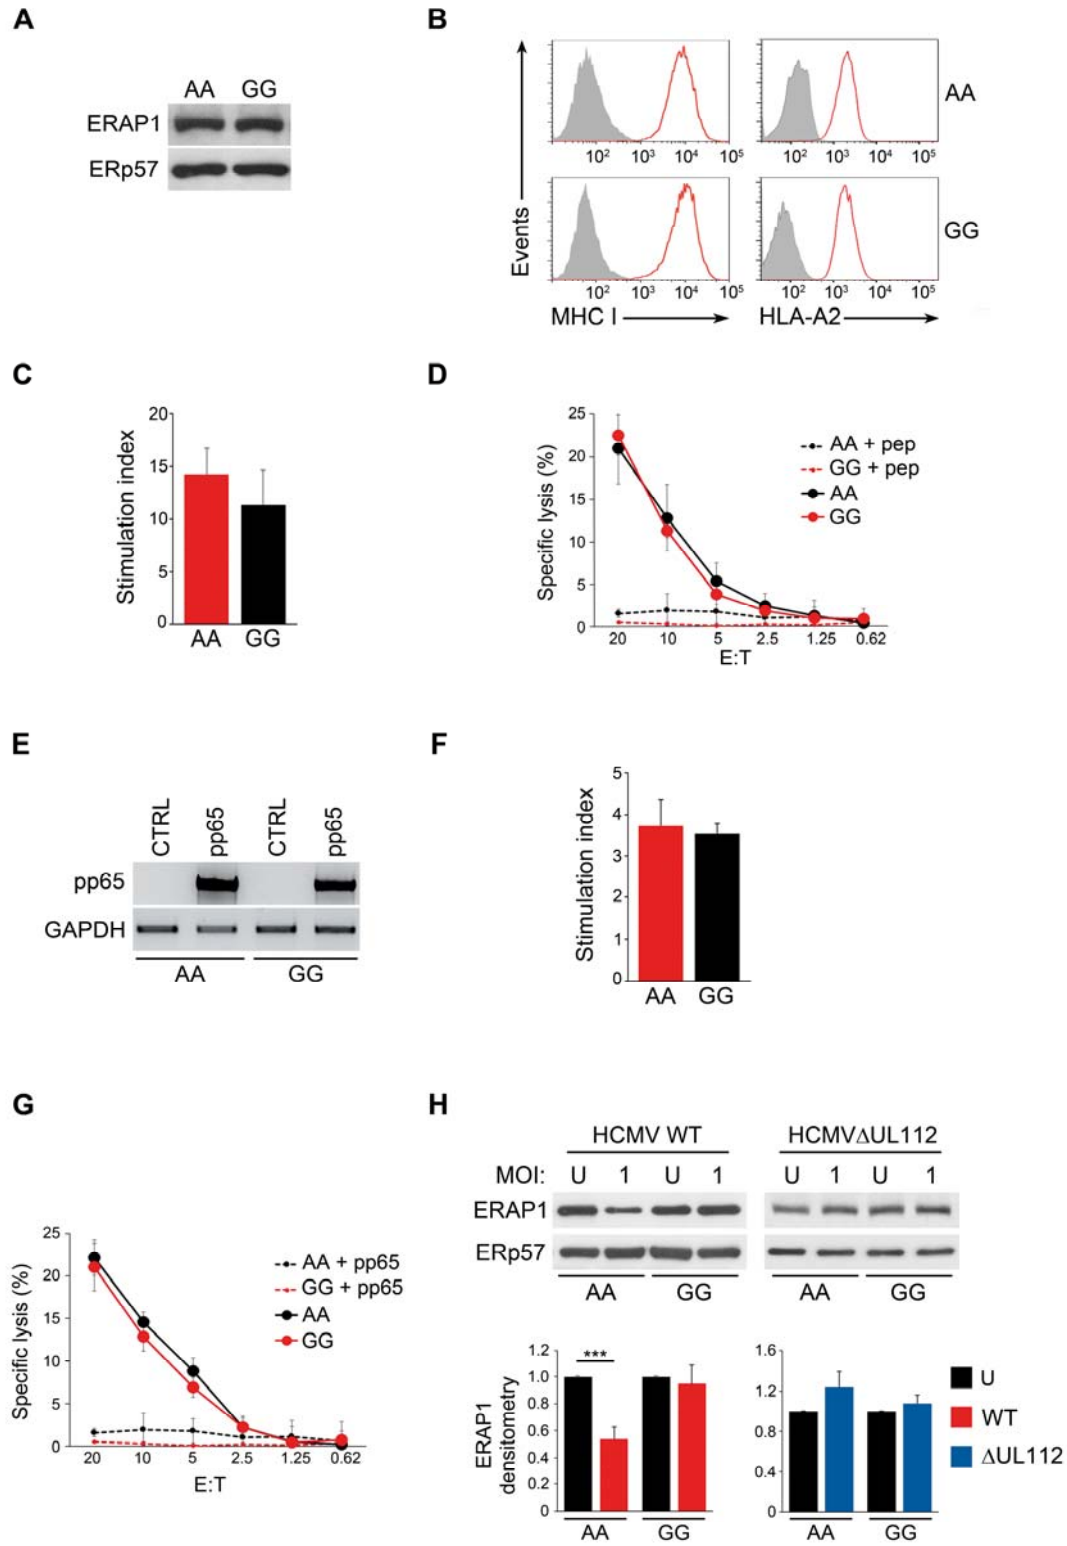 A
AA GG
ERAP1
ERp57
B
Events
AA
10² 10³ 10⁴ 10⁵ 10² 10³ 10⁴ 10⁵
GG
10² 10³ 10⁴ 10⁵ 10² 10³ 10⁴ 10⁵
MHC I HLA-A2
C
Stimulation index
20
15
10
5
0
AA GG
D
Specific lysis (%)
25
20
15
10
5
0
20 10 5 2.5 1.25 0.62
E:T
AA + pep
GG + pep
AA
GG
E
CTRL pp65 CTRL pp65
pp65
GAPDH
AA GG
F
Stimulation index
5
4
3
2
1
0
AA GG
G
Specific lysis (%)
25
20
15
10
5
0
20 10 5 2.5 1.25 0.62
E:T
AA + pp65
GG + pp65
AA
GG
H
HCMV WT HCMVΔUL112
MOI: U 1 U 1 U 1 U 1
ERAP1
ERp57
AA GG AA GG
ERAP1
densitometry
1.2
1.0
0.8
0.6
0.4
0.2
0
***
AA GG
1.6
1.2
0.8
0.4
0
AA GG
U
WT
ΔUL112